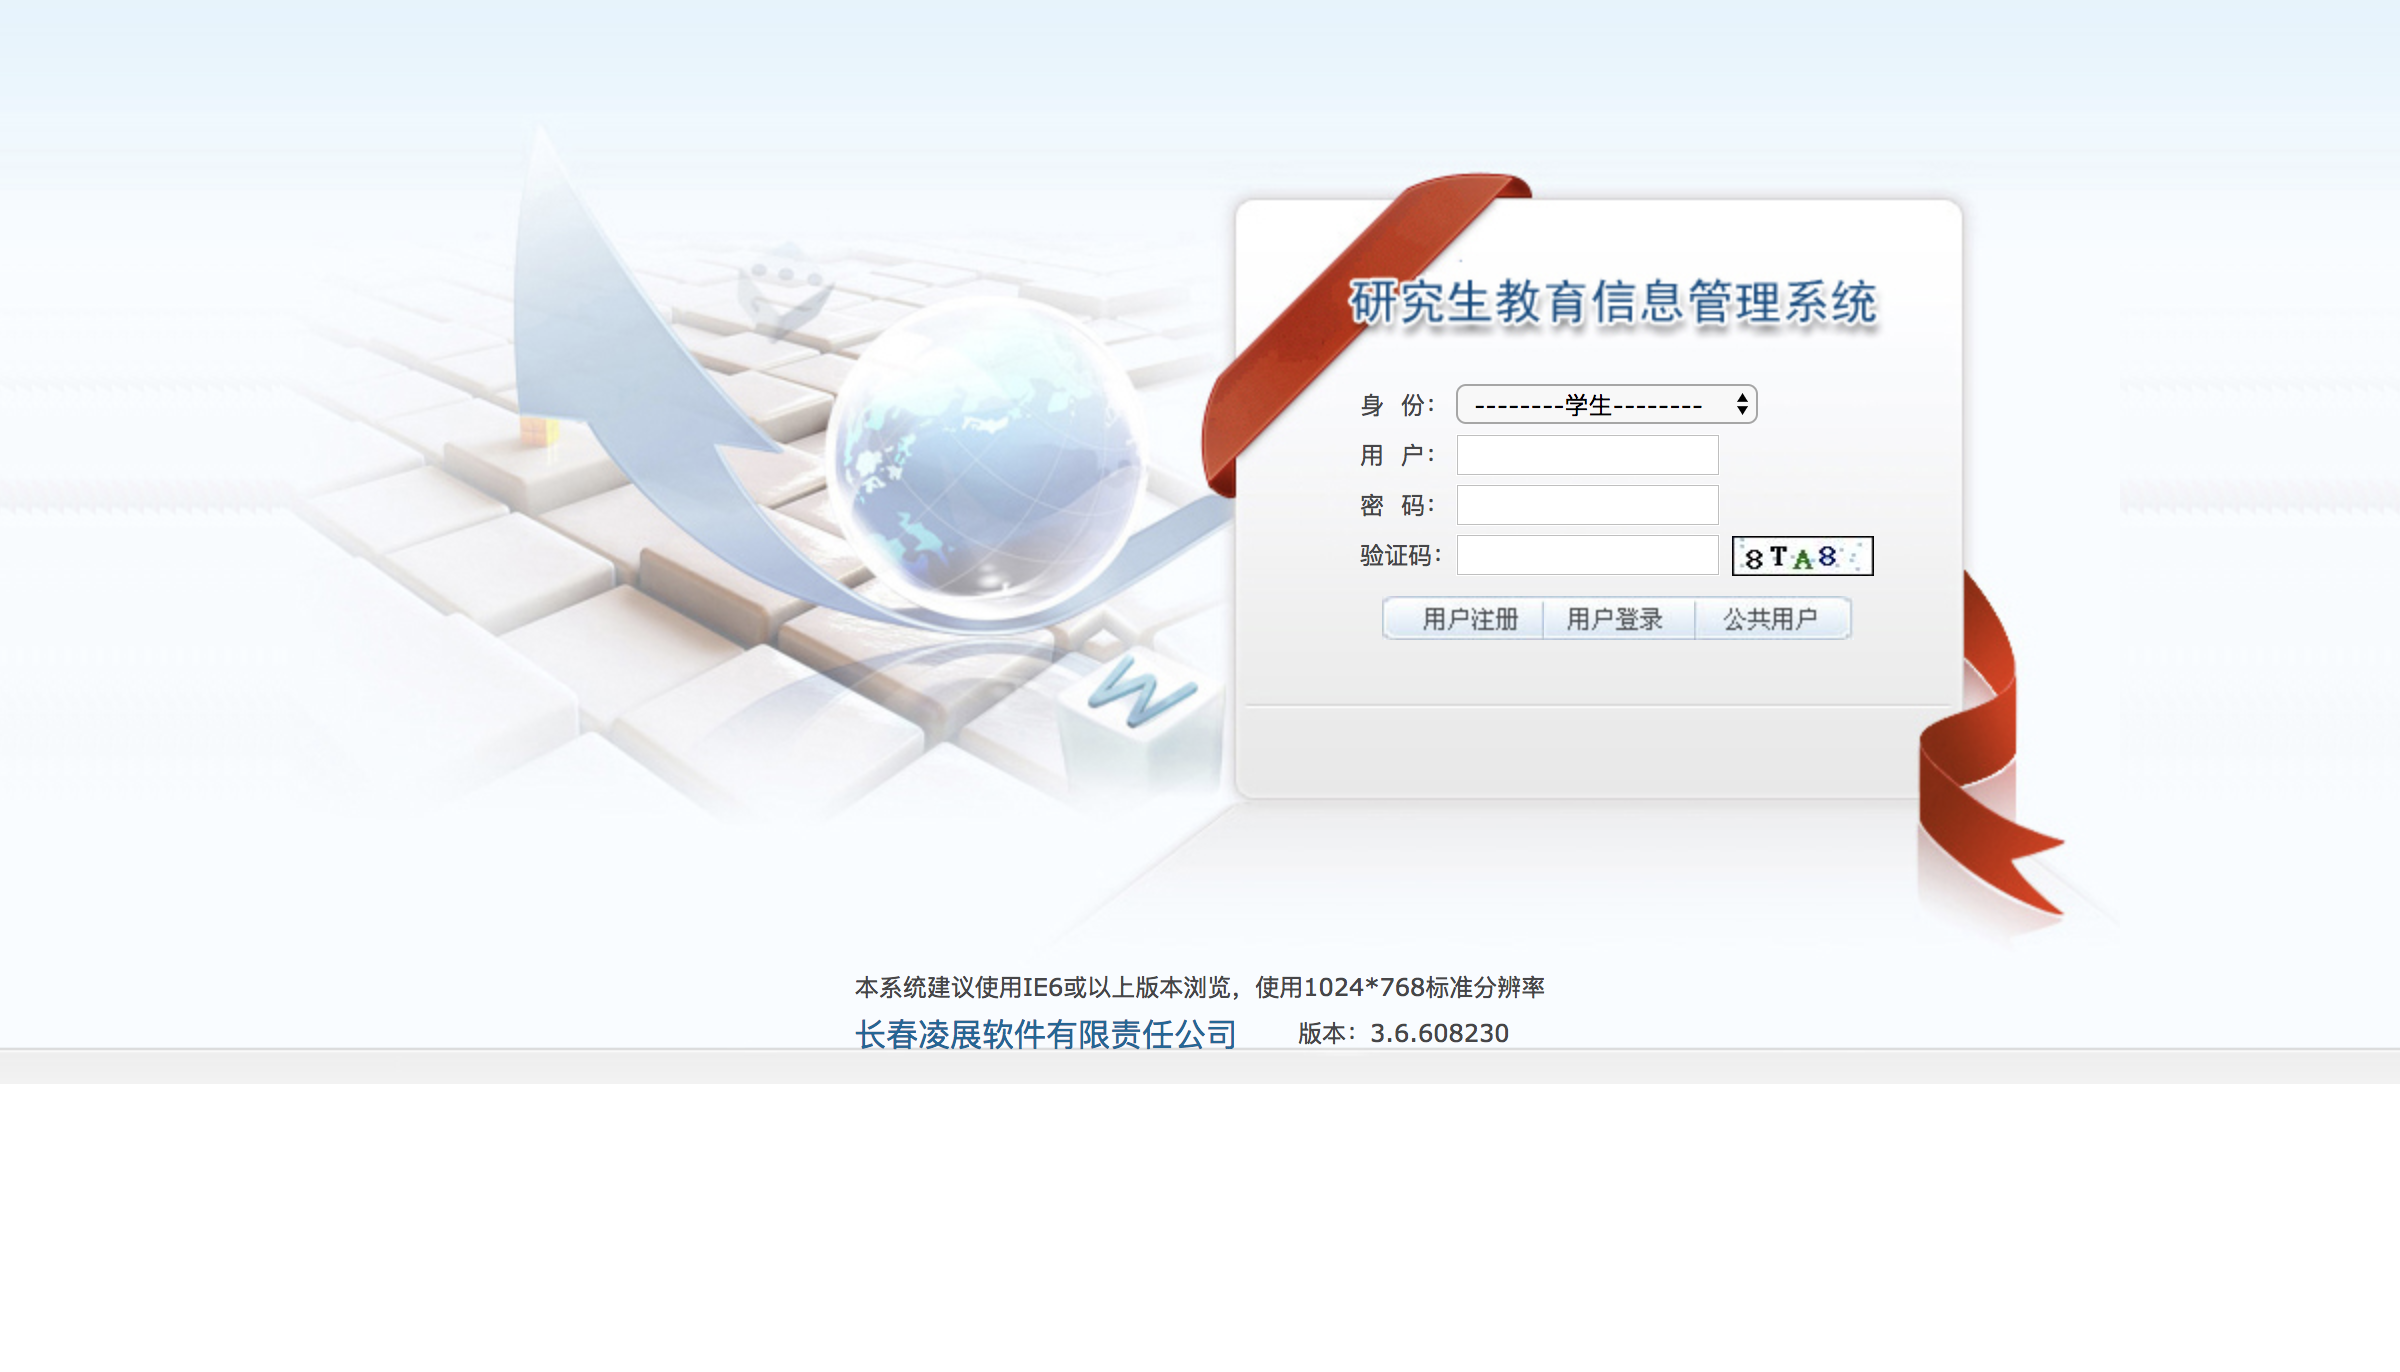 研究生教育信息管理系统
身 份： --------学生--------
用 户：
密 码：
验证码： 8TA8
用户注册 用户登录 公共用户
W
本系统建议使用IE6或以上版本浏览，使用1024*768标准分辨率
长春凌展软件有限责任公司 版本：3.6.608230